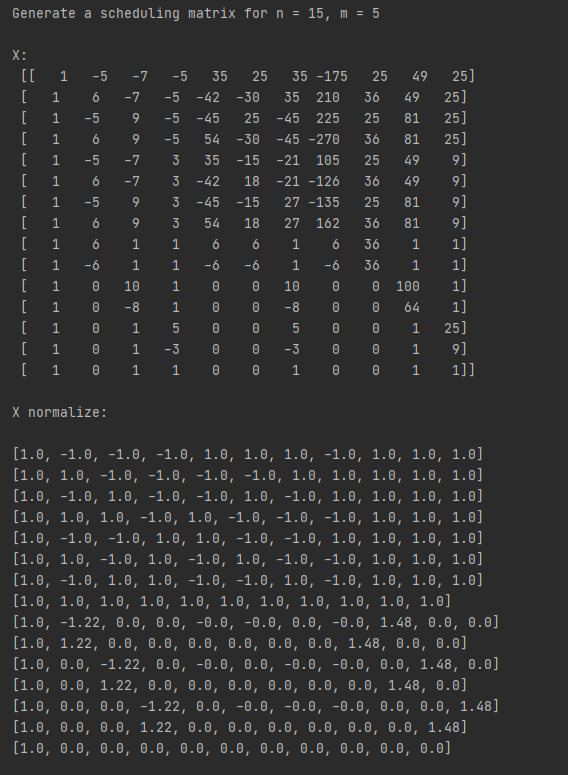 Generate a scheduling matrix for n = 15, m = 5
X:
[[   1   -5   -7   -5   35   25   35 -175   25   49   25]
[   1    6   -7   -5  -42  -30   35  210   36   49   25]
[   1   -5    9   -5  -45   25  -45  225   25   81   25]
[   1    6    9   -5   54  -30  -45 -270   36   81   25]
[   1   -5   -7    3   35  -15  -21  105   25   49    9]
[   1    6   -7    3  -42   18  -21 -126   36   49    9]
[   1   -5    9    3  -45  -15   27 -135   25   81    9]
[   1    6    9    3   54   18   27  162   36   81    9]
[   1    6    1    1    6    6    1    6   36    1    1]
[   1   -6    1    1   -6   -6    1   -6   36    1    1]
[   1    0   10    1    0    0   10    0    0  100    1]
[   1    0   -8    1    0    0   -8    0    0   64    1]
[   1    0    1    5    0    0    5    0    0    1   25]
[   1    0    1   -3    0    0   -3    0    0    1    9]
[   1    0    1    1    0    0    1    0    0    1    1]]
X normalize:
[1.0, -1.0, -1.0, -1.0, 1.0, 1.0, 1.0, -1.0, 1.0, 1.0, 1.0]
[1.0, 1.0, -1.0, -1.0, -1.0, -1.0, 1.0, 1.0, 1.0, 1.0, 1.0]
[1.0, -1.0, 1.0, -1.0, -1.0, 1.0, -1.0, 1.0, 1.0, 1.0, 1.0]
[1.0, 1.0, 1.0, -1.0, 1.0, -1.0, -1.0, -1.0, 1.0, 1.0, 1.0]
[1.0, -1.0, -1.0, 1.0, 1.0, -1.0, -1.0, 1.0, 1.0, 1.0, 1.0]
[1.0, 1.0, -1.0, 1.0, -1.0, 1.0, -1.0, -1.0, 1.0, 1.0, 1.0]
[1.0, -1.0, 1.0, 1.0, -1.0, -1.0, 1.0, -1.0, 1.0, 1.0, 1.0]
[1.0, 1.0, 1.0, 1.0, 1.0, 1.0, 1.0, 1.0, 1.0, 1.0, 1.0]
[1.0, -1.22, 0.0, 0.0, -0.0, -0.0, 0.0, -0.0, 1.48, 0.0, 0.0]
[1.0, 1.22, 0.0, 0.0, 0.0, 0.0, 0.0, 0.0, 1.48, 0.0, 0.0]
[1.0, 0.0, -1.22, 0.0, -0.0, 0.0, -0.0, -0.0, 0.0, 1.48, 0.0]
[1.0, 0.0, 1.22, 0.0, 0.0, 0.0, 0.0, 0.0, 0.0, 1.48, 0.0]
[1.0, 0.0, 0.0, -1.22, 0.0, -0.0, -0.0, -0.0, 0.0, 0.0, 1.48]
[1.0, 0.0, 0.0, 1.22, 0.0, 0.0, 0.0, 0.0, 0.0, 0.0, 1.48]
[1.0, 0.0, 0.0, 0.0, 0.0, 0.0, 0.0, 0.0, 0.0, 0.0, 0.0]